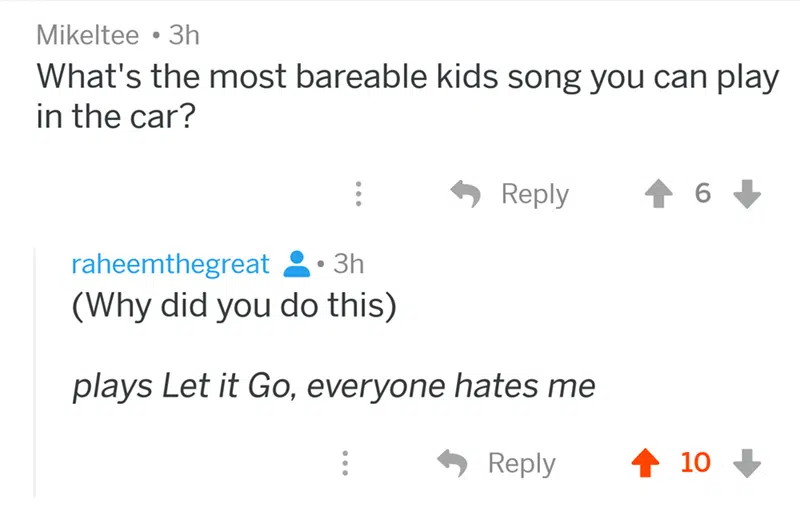 Mikeltee • 3h
What's the most bareable kids song you can play
in the car?
Reply 6
raheemthegreat • 3h
(Why did you do this)
plays Let it Go, everyone hates me
Reply 10